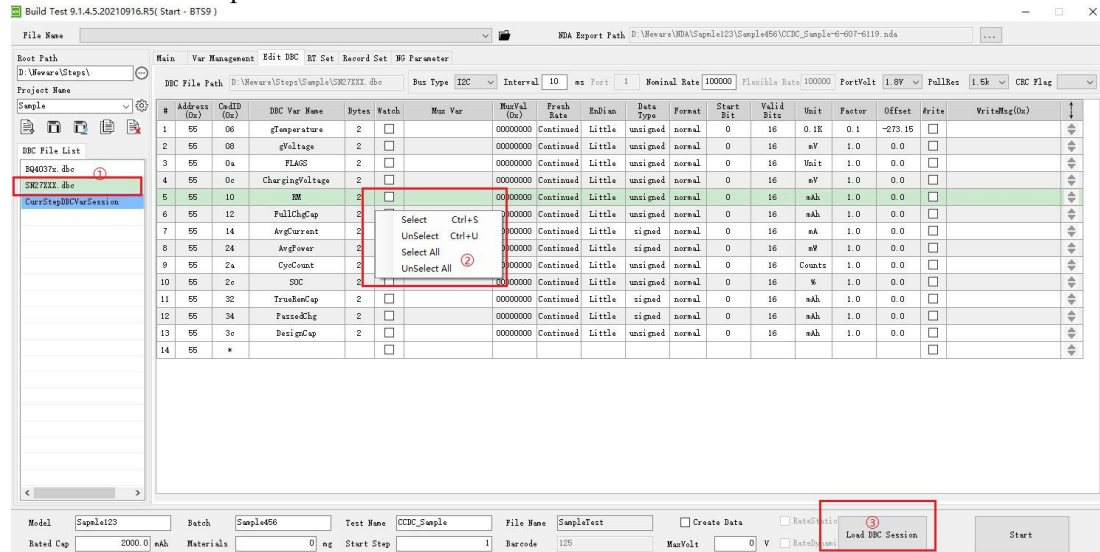 Build Test 9.1.4.5.20210916.R5( Start - BTS9 )
File Name NDA Export Path D:\Neware\NDA\Sapmle123\Sample456\CCDC_Sample-6-607-6119.nda ...
Root Path Main Var Management Edit DBC RT Set Record Set NG Parameter
D:\Neware\Steps\ DBC File Path D:\Neware\Steps\Sample\SN27XXX.dbc Bus Type I2C Interval 10 ms Port 1 Nominal Rate 100000 Flexible Rate 100000 PortVolt 1.8V PullRes 1.5k CRC Flag
Project Name
Sample
# Address (0x) CmdID (0x) DBC Var Name Bytes Watch Mux Var MuxVal (0x) Fresh Rate EnDian Data Type Format Start Bit Valid Bits Unit Factor Offset Write WriteMsg(0x)
1 55 06 gTemperature 2 00000000 Continued Little unsigned normal 0 16 0.1K 0.1 -273.15
2 55 08 gVoltage 2 00000000 Continued Little unsigned normal 0 16 mV 1.0 0.0
3 55 0a FLAGS 2 00000000 Continued Little unsigned normal 0 16 Unit 1.0 0.0
4 55 0c ChargingVoltage 2 00000000 Continued Little unsigned normal 0 16 mV 1.0 0.0
5 55 10 RM 2 00000000 Continued Little unsigned normal 0 16 mAh 1.0 0.0
6 55 12 FullChgCap 2 00000000 Continued Little unsigned normal 0 16 mAh 1.0 0.0
7 55 14 AvgCurrent 2 00000000 Continued Little signed normal 0 16 mA 1.0 0.0
8 55 24 AvgPower 2 00000000 Continued Little signed normal 0 16 mW 1.0 0.0
9 55 2a CycCount 2 00000000 Continued Little unsigned normal 0 16 Counts 1.0 0.0
10 55 2c SOC 2 00000000 Continued Little unsigned normal 0 16 % 1.0 0.0
11 55 32 TrueRemCap 2 00000000 Continued Little signed normal 0 16 mAh 1.0 0.0
12 55 34 PassedChg 2 00000000 Continued Little signed normal 0 16 mAh 1.0 0.0
13 55 3c DesignCap 2 00000000 Continued Little unsigned normal 0 16 mAh 1.0 0.0
14 55 *
DBC File List
BQ4037x.dbc
①
SN27XXX.dbc
CurrStepDBCVarSession
Select Ctrl+S
UnSelect Ctrl+U
Select All
②
UnSelect All
Model Sapmle123 Batch Sample456 Test Name CCDC_Sample File Name SampleTest Create Data RateStatic
Rated Cap 2000.0 mAh Materials 0 mg Start Step 1 Barcode 125 MaxVolt 0 V RateDynami
③
Load DBC Session
Start